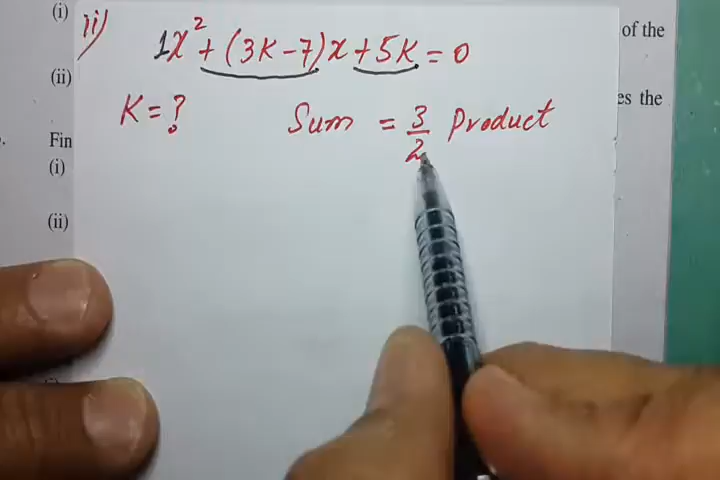 (i)
ii)
of the
1x² + (3K-7)x + 5K = 0
(ii)
es the
K = ?
Sum = 3/2 Product
Fin
(i)
(ii)